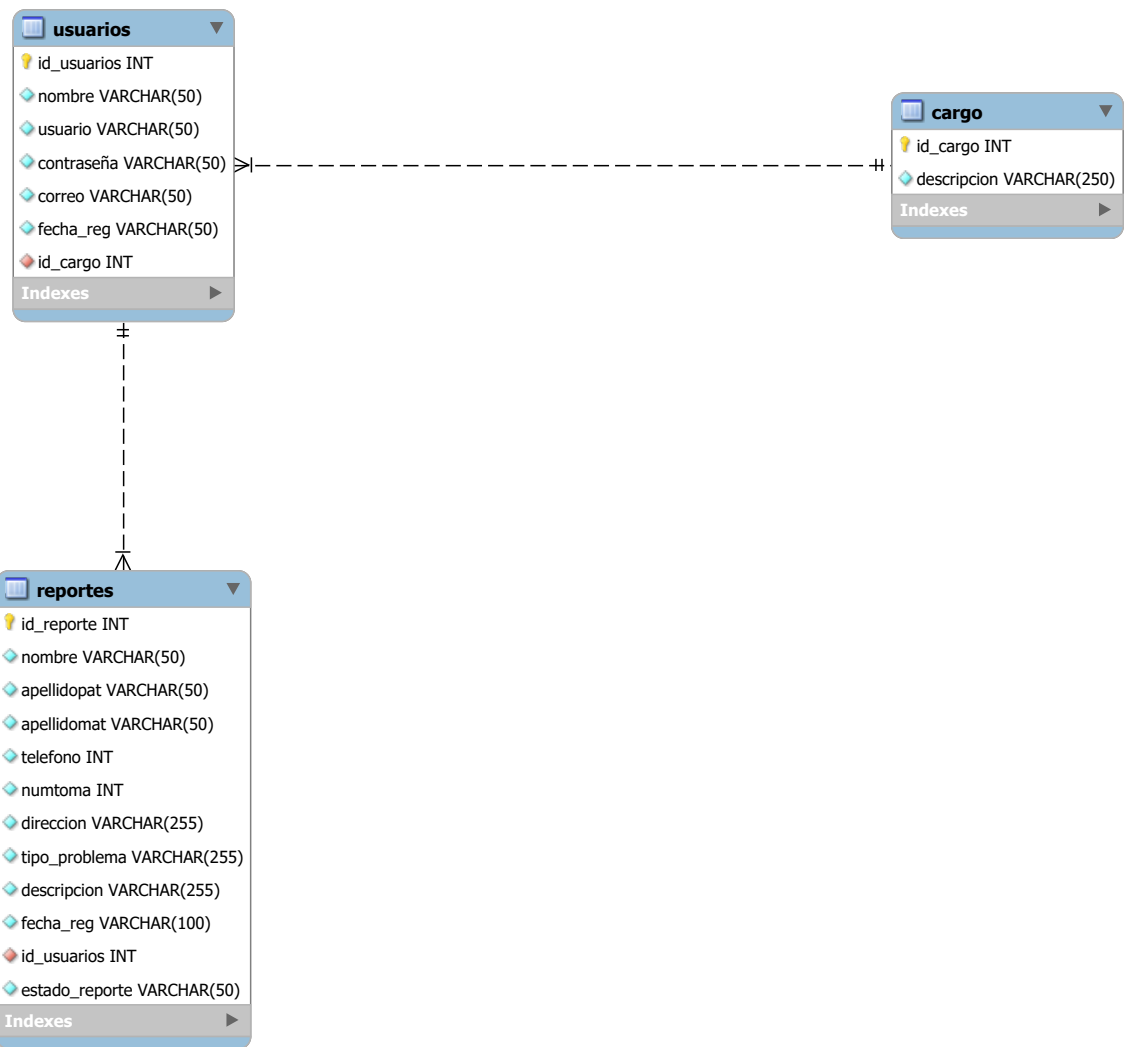 usuarios
id_usuarios INT
nombre VARCHAR(50)
usuario VARCHAR(50)
contraseña VARCHAR(50)
correo VARCHAR(50)
fecha_reg VARCHAR(50)
id_cargo INT
Indexes
cargo
id_cargo INT
descripcion VARCHAR(250)
Indexes
reportes
id_reporte INT
nombre VARCHAR(50)
apellidopat VARCHAR(50)
apellidomat VARCHAR(50)
telefono INT
numtoma INT
direccion VARCHAR(255)
tipo_problema VARCHAR(255)
descripcion VARCHAR(255)
fecha_reg VARCHAR(100)
id_usuarios INT
estado_reporte VARCHAR(50)
Indexes